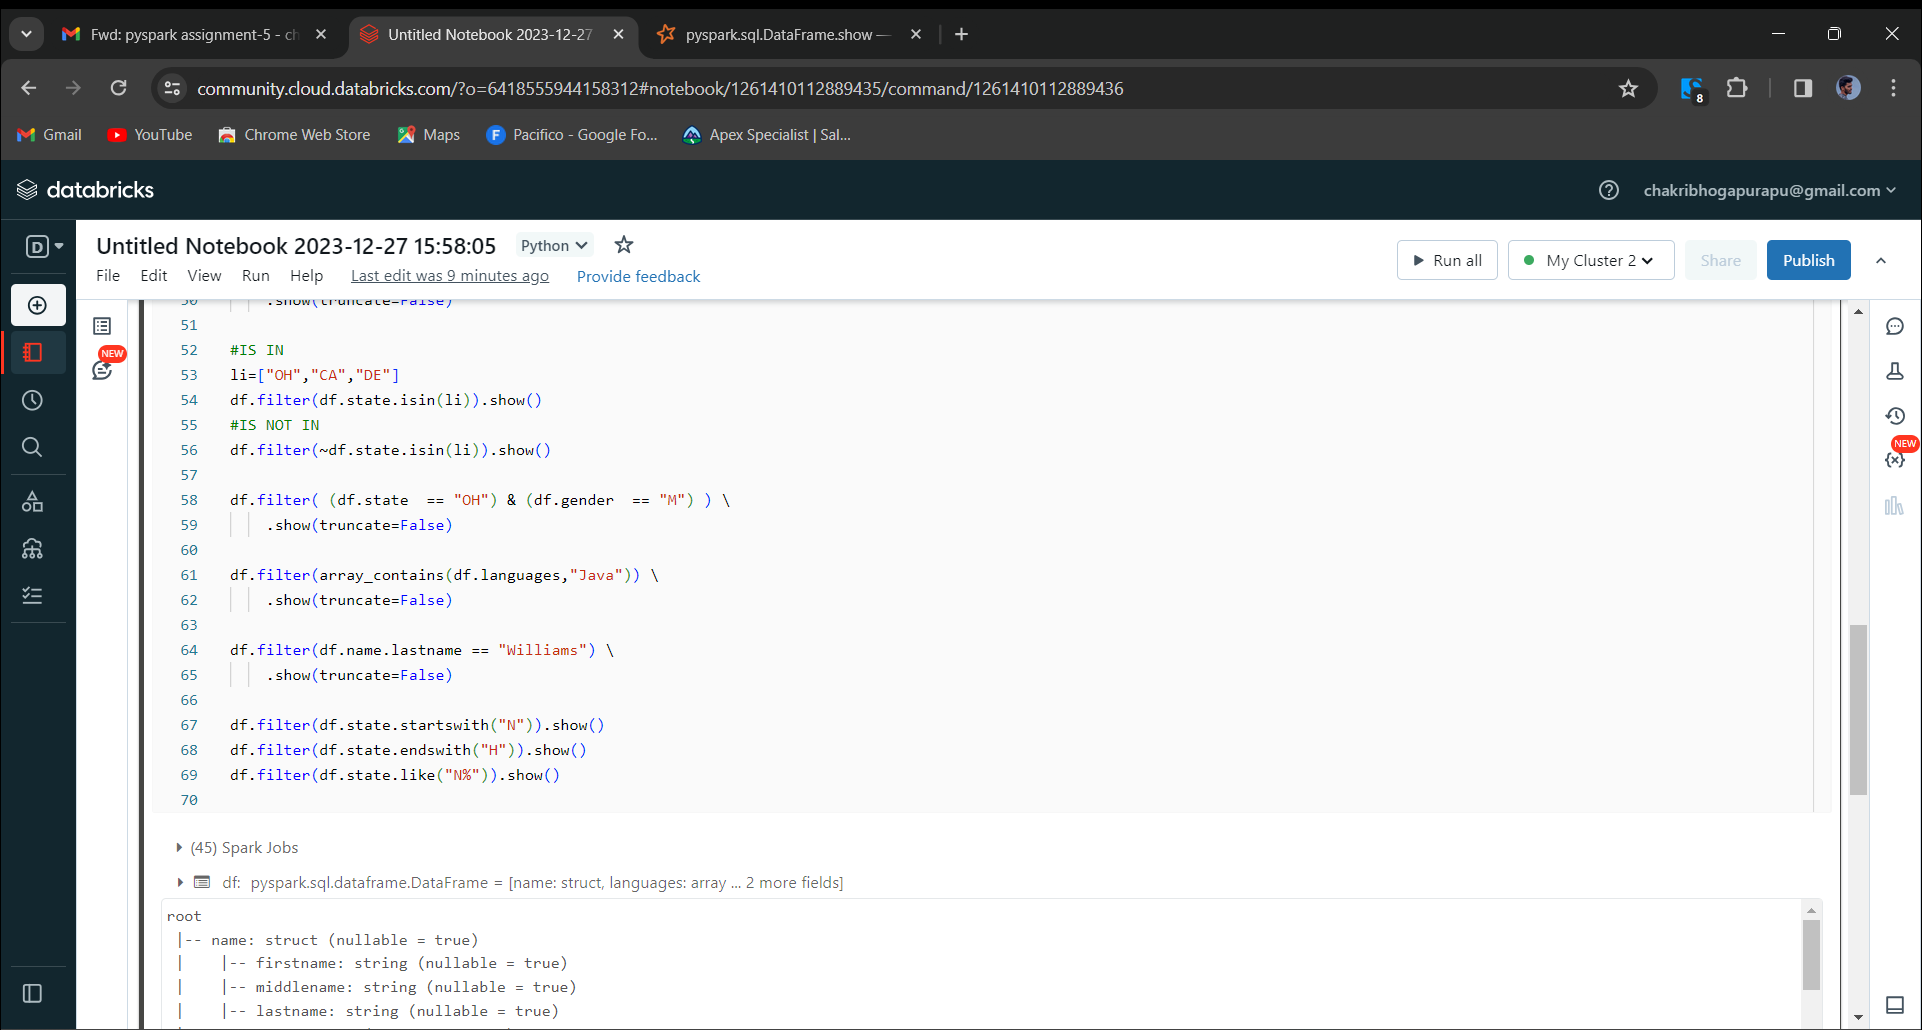 Fwd: pyspark assignment-5 - ch
Untitled Notebook 2023-12-27
pyspark.sql.DataFrame.show —
community.cloud.databricks.com/?o=6418555944158312#notebook/1261410112889435/command/1261410112889436
8
Gmail
YouTube
Chrome Web Store
Maps
Pacifico - Google Fo...
Apex Specialist | Sal...
databricks
chakribhogapurapu@gmail.com
D
Untitled Notebook 2023-12-27 15:58:05
Python
File Edit View Run Help Last edit was 9 minutes ago Provide feedback
Run all
My Cluster 2
Share
Publish
NEW
NEW
50 .show(truncate=False)
51
52 #IS IN
53 li=["OH","CA","DE"]
54 df.filter(df.state.isin(li)).show()
55 #IS NOT IN
56 df.filter(~df.state.isin(li)).show()
57
58 df.filter( (df.state  == "OH") & (df.gender  == "M") ) \
59 .show(truncate=False)
60
61 df.filter(array_contains(df.languages,"Java")) \
62 .show(truncate=False)
63
64 df.filter(df.name.lastname == "Williams") \
65 .show(truncate=False)
66
67 df.filter(df.state.startswith("N")).show()
68 df.filter(df.state.endswith("H")).show()
69 df.filter(df.state.like("N%")).show()
70
(45) Spark Jobs
df: pyspark.sql.dataframe.DataFrame = [name: struct, languages: array ... 2 more fields]
root
|-- name: struct (nullable = true)
|    |-- firstname: string (nullable = true)
|    |-- middlename: string (nullable = true)
|    |-- lastname: string (nullable = true)